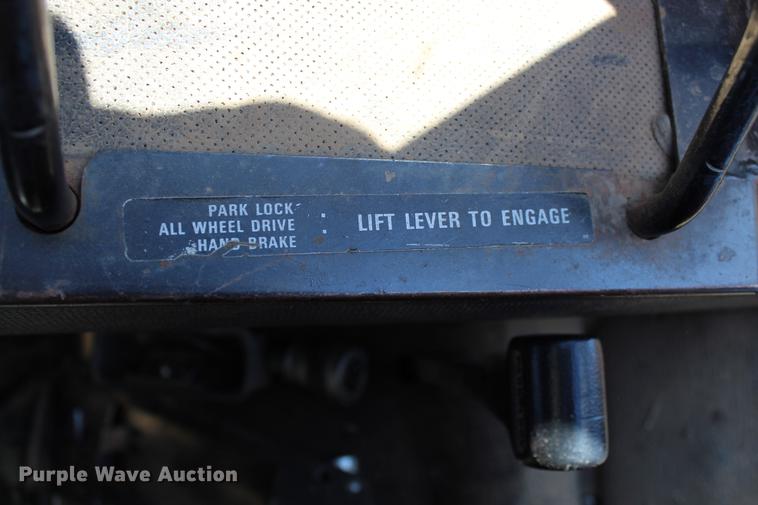 PARK LOCK
ALL WHEEL DRIVE : LIFT LEVER TO ENGAGE
HAND BRAKE
Purple Wave Auction